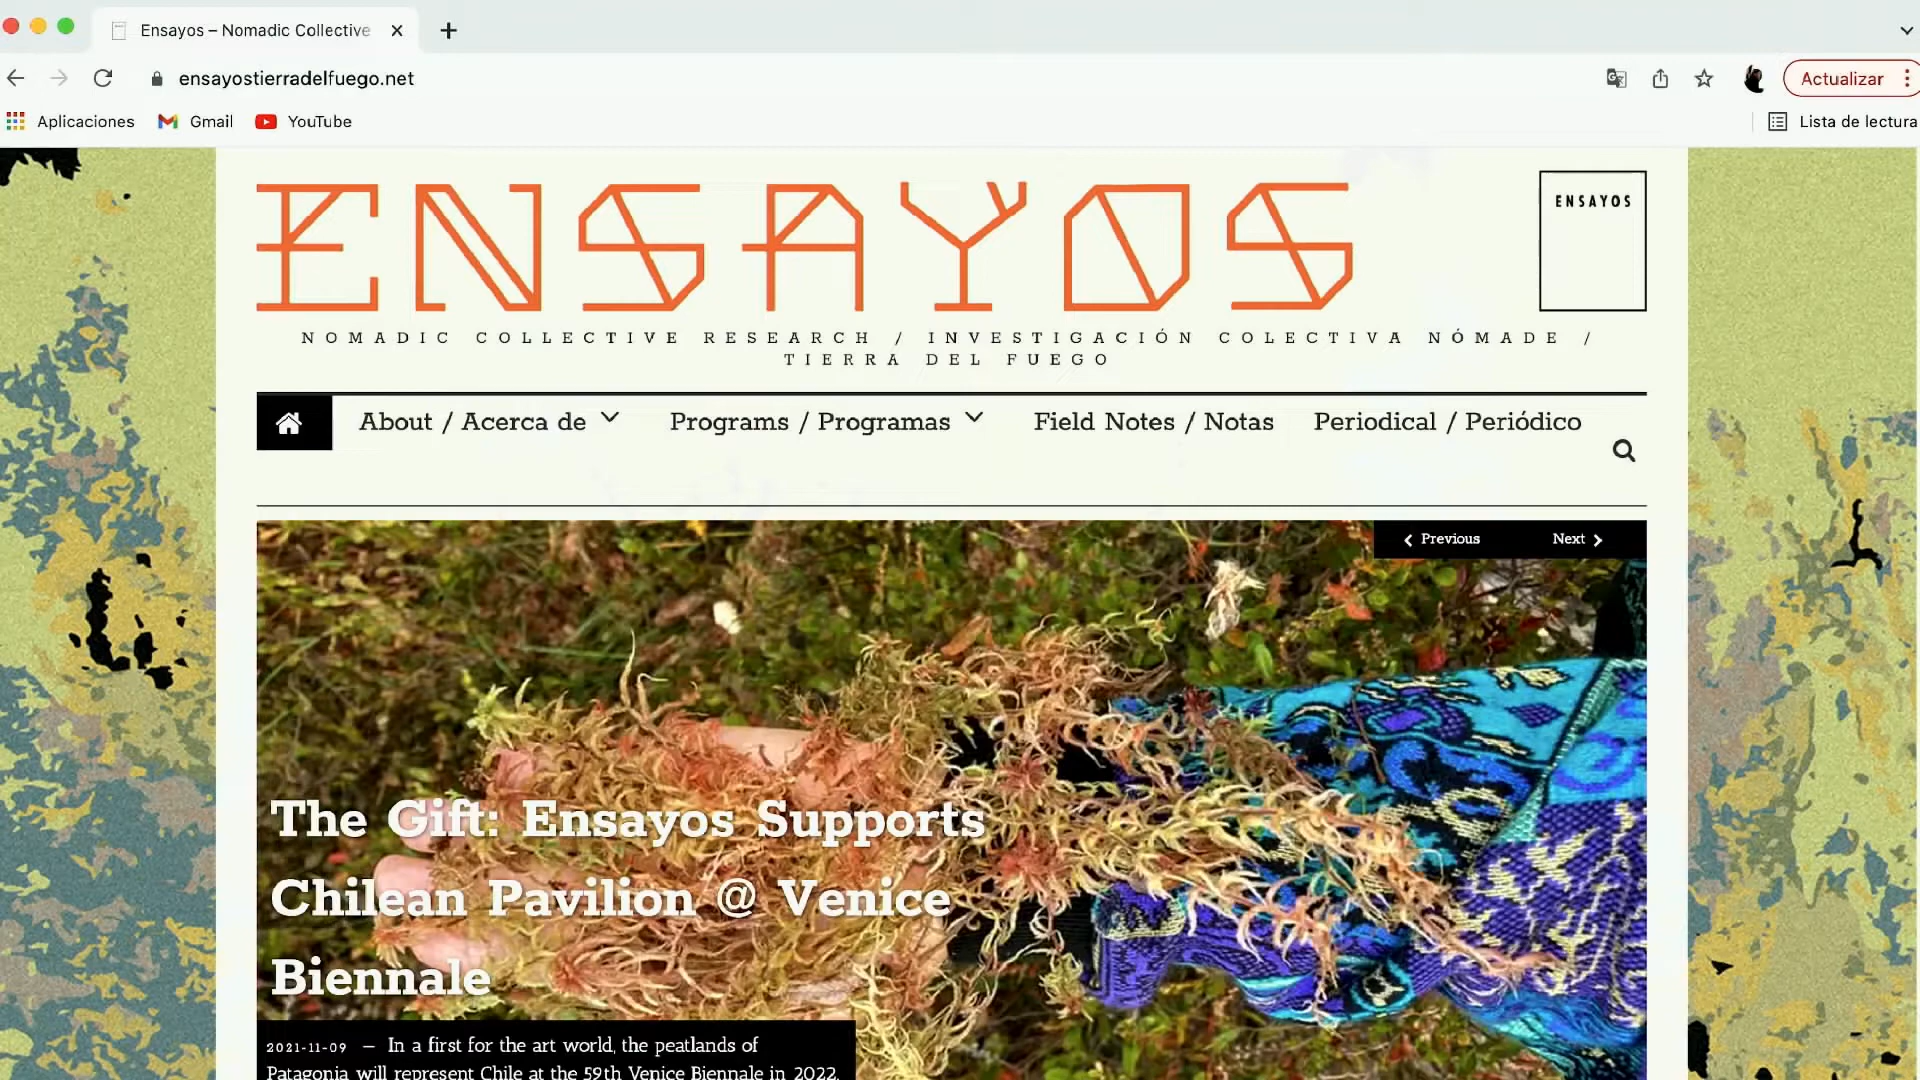 Ensayos – Nomadic Collective
ensayostierradelfuego.net
Actualizar
Aplicaciones
Gmail
YouTube
Lista de lectura
ENSAYOS
ENSAYOS
NOMADIC COLLECTIVE RESEARCH / INVESTIGACIÓN COLECTIVA NÓMADE /
TIERRA DEL FUEGO
About / Acerca de
Programs / Programas
Field Notes / Notas
Periodical / Periódico
Previous
Next
The Gift: Ensayos Supports
Chilean Pavilion @ Venice
Biennale
2021-11-09 — In a first for the art world, the peatlands of
Patagonia will represent Chile at the 59th Venice Biennale in 2022.